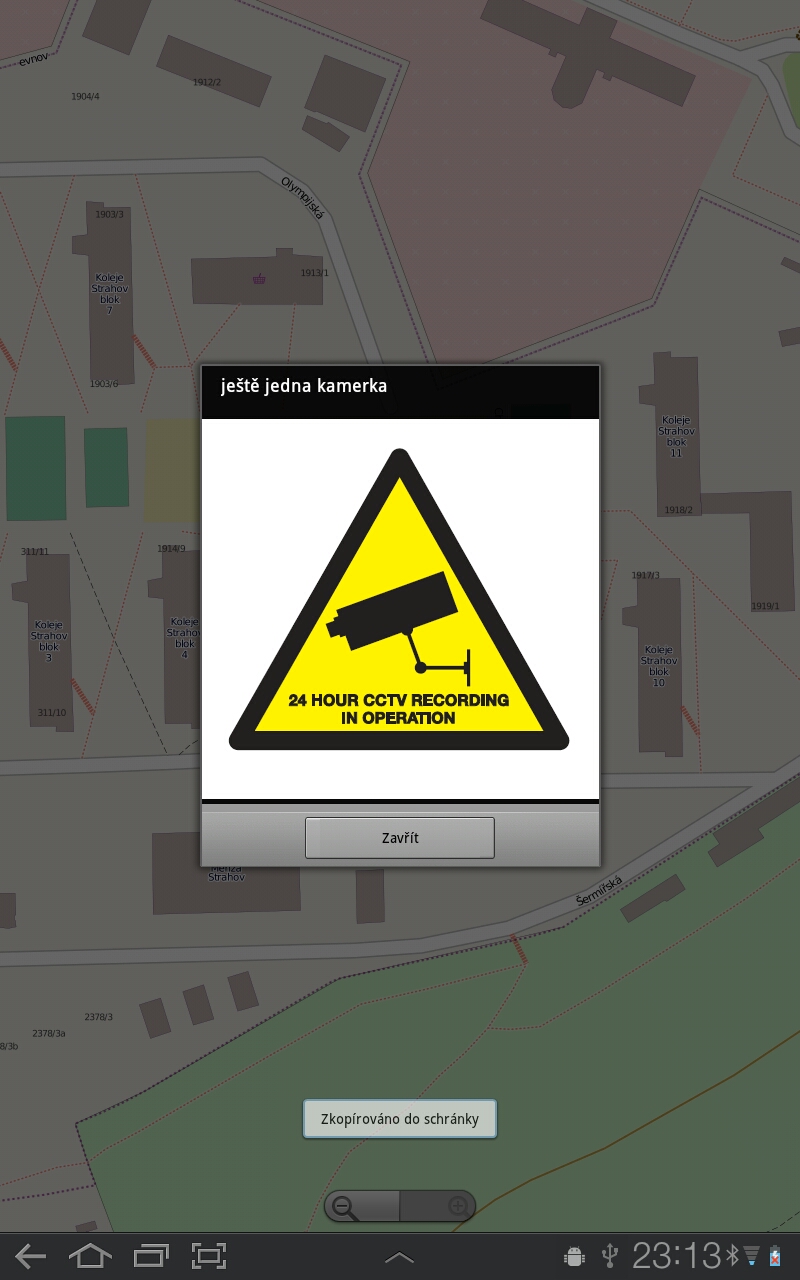 evnov
1904/4
1912/2
Olympijská
1903/3
Koleje
Strahov
blok
7
1913/1
1903/6
ještě jedna kamerka
Koleje
Strahov
blok
11
24 HOUR CCTV RECORDING
IN OPERATION
1918/2
311/11
1914/9
1917/3
1919/1
Koleje
Strahov
blok
3
Kole
Strah
blok
4
Koleje
Strahov
blok
10
311/10
Zavřít
Menza
Strahov
Šermířská
2378/3
2378/3a
8/3b
Zkopírováno do schránky
23:13